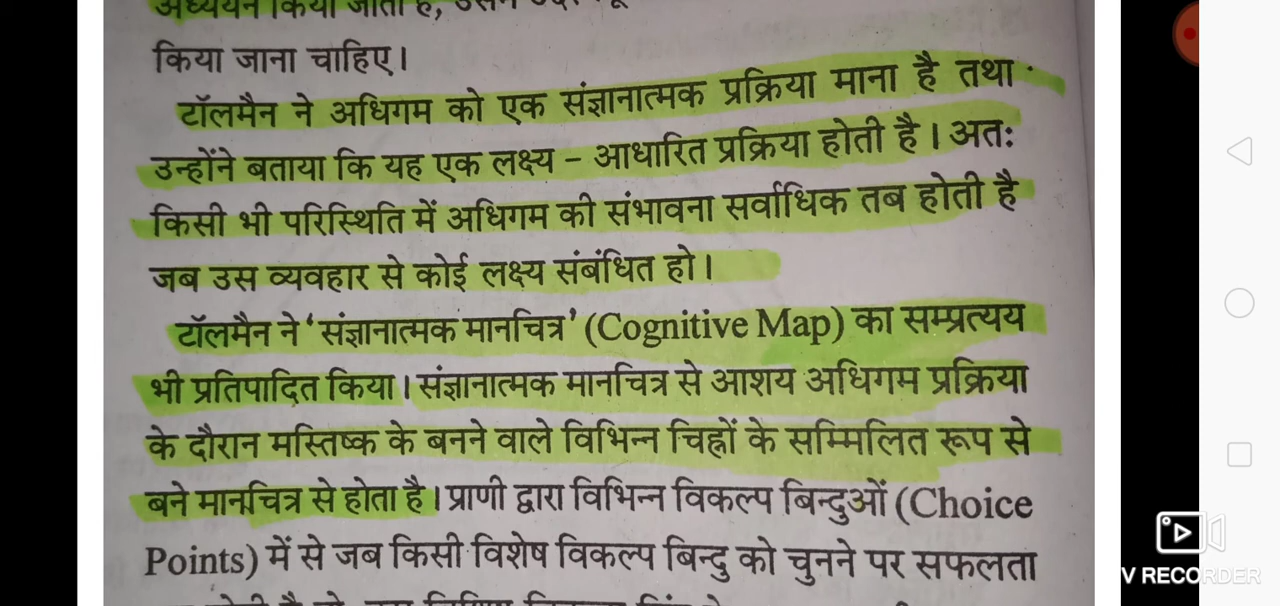 अध्ययन किया जाता है,
किया जाना चाहिए।
टॉलमैन ने अधिगम को एक संज्ञानात्मक प्रक्रिया माना है तथा
उन्होंने बताया कि यह एक लक्ष्य – आधारित प्रक्रिया होती है। अतः
किसी भी परिस्थिति में अधिगम की संभावना सर्वाधिक तब होती है
जब उस व्यवहार से कोई लक्ष्य संबंधित हो।
टॉलमैन ने ‘संज्ञानात्मक मानचित्र’ (Cognitive Map) का सम्प्रत्यय
भी प्रतिपादित किया। संज्ञानात्मक मानचित्र से आशय अधिगम प्रक्रिया
के दौरान मस्तिष्क के बनने वाले विभिन्न चिह्नों के सम्मिलित रूप से
बने मानचित्र से होता है। प्राणी द्वारा विभिन्न विकल्प बिन्दुओं (Choice
Points) में से जब किसी विशेष विकल्प बिन्दु को चुनने पर सफलता
V RECORDER